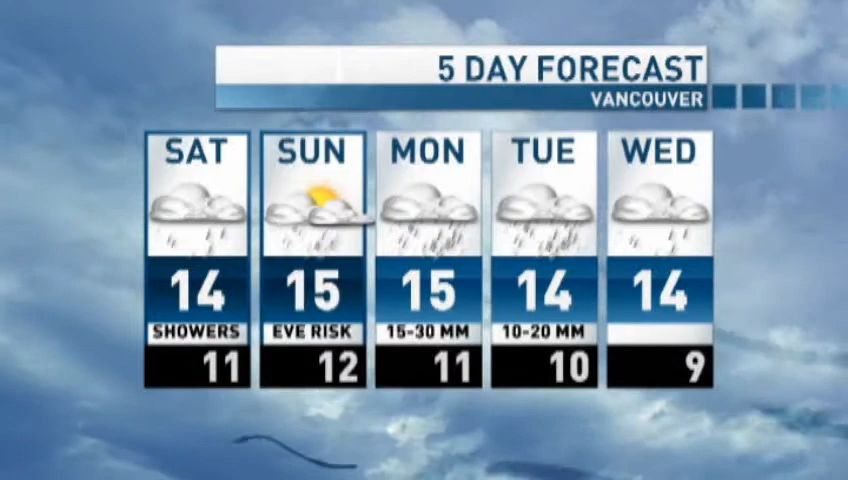 5 DAY FORECAST
VANCOUVER
SAT SUN MON TUE WED
14 15 15 14 14
SHOWERS EVE RISK 15-30 MM 10-20 MM
11 12 11 10 9